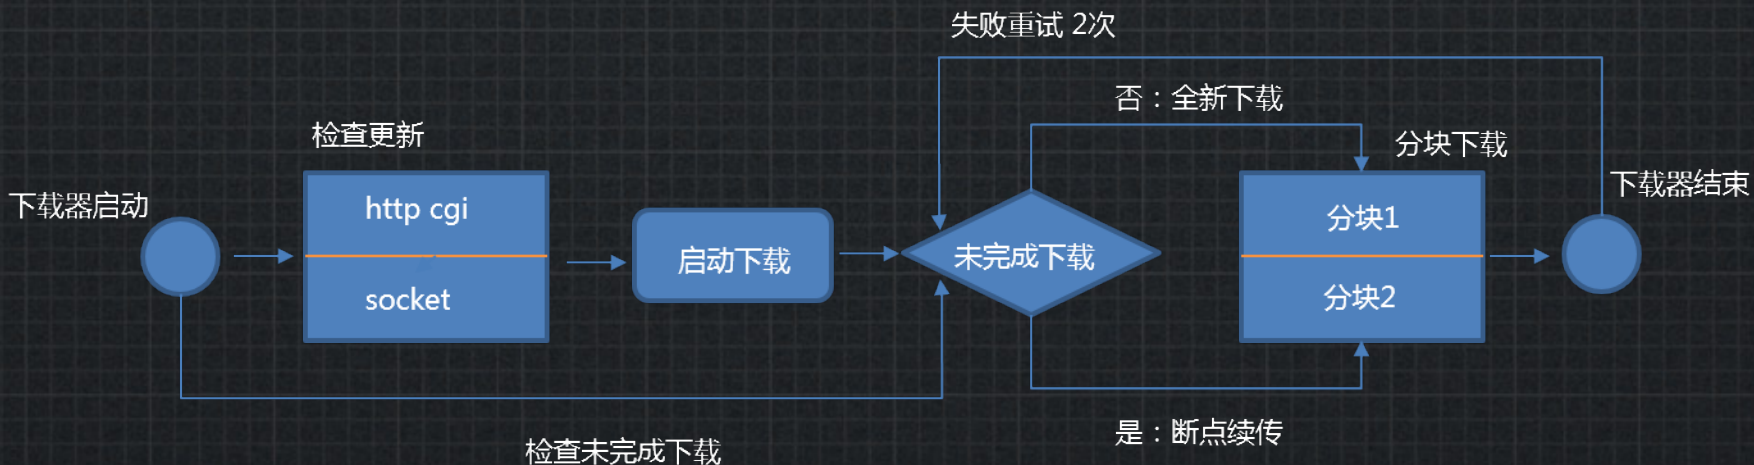 失败重试 2次
否：全新下载
检查更新
分块下载
下载器启动
下载器结束
http cgi
分块1
启动下载
未完成下载
socket
分块2
是：断点续传
检查未完成下载